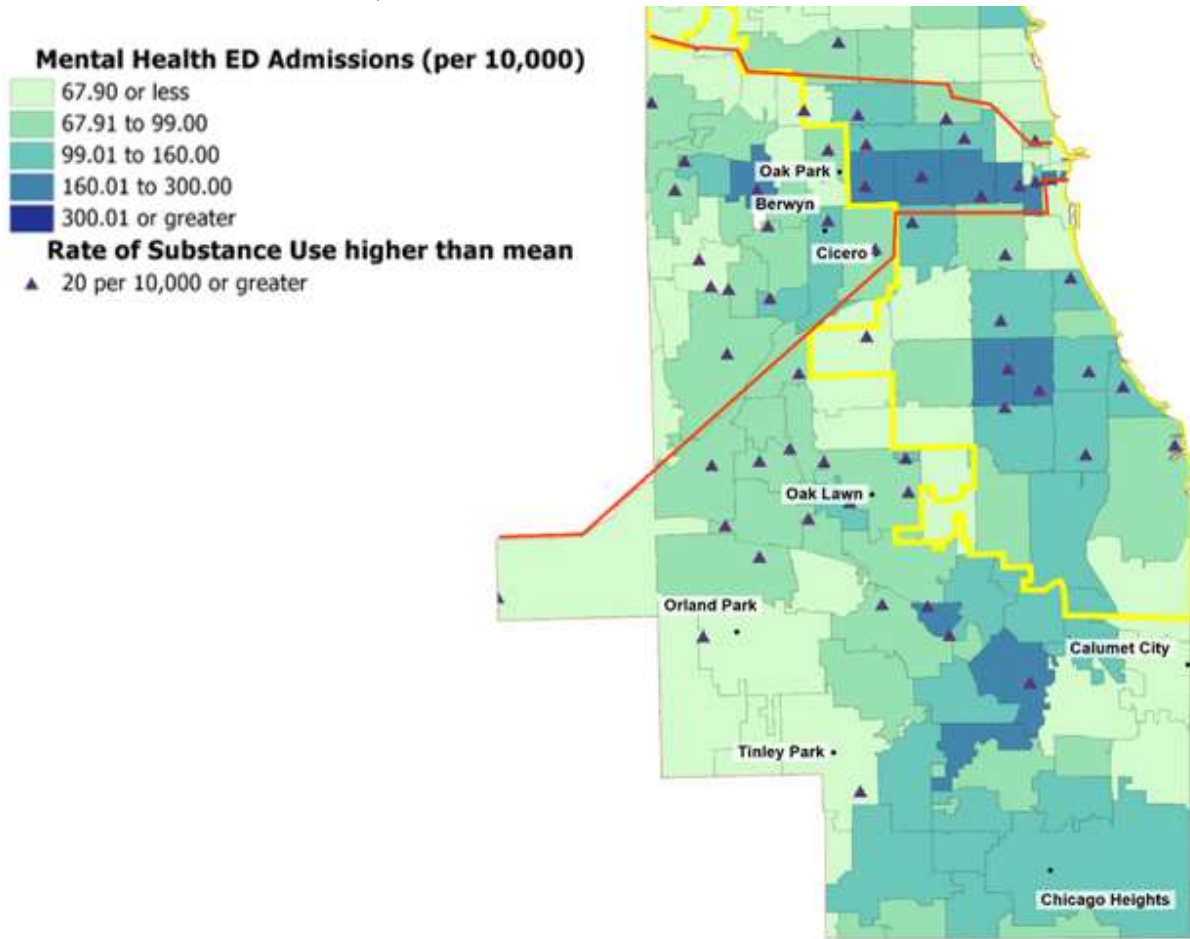 Mental Health ED Admissions (per 10,000)
67.90 or less
67.91 to 99.00
99.01 to 160.00
160.01 to 300.00
300.01 or greater
Rate of Substance Use higher than mean
20 per 10,000 or greater
Oak Park
Berwyn
Cicero
Oak Lawn
Orland Park
Calumet City
Tinley Park
Chicago Heights